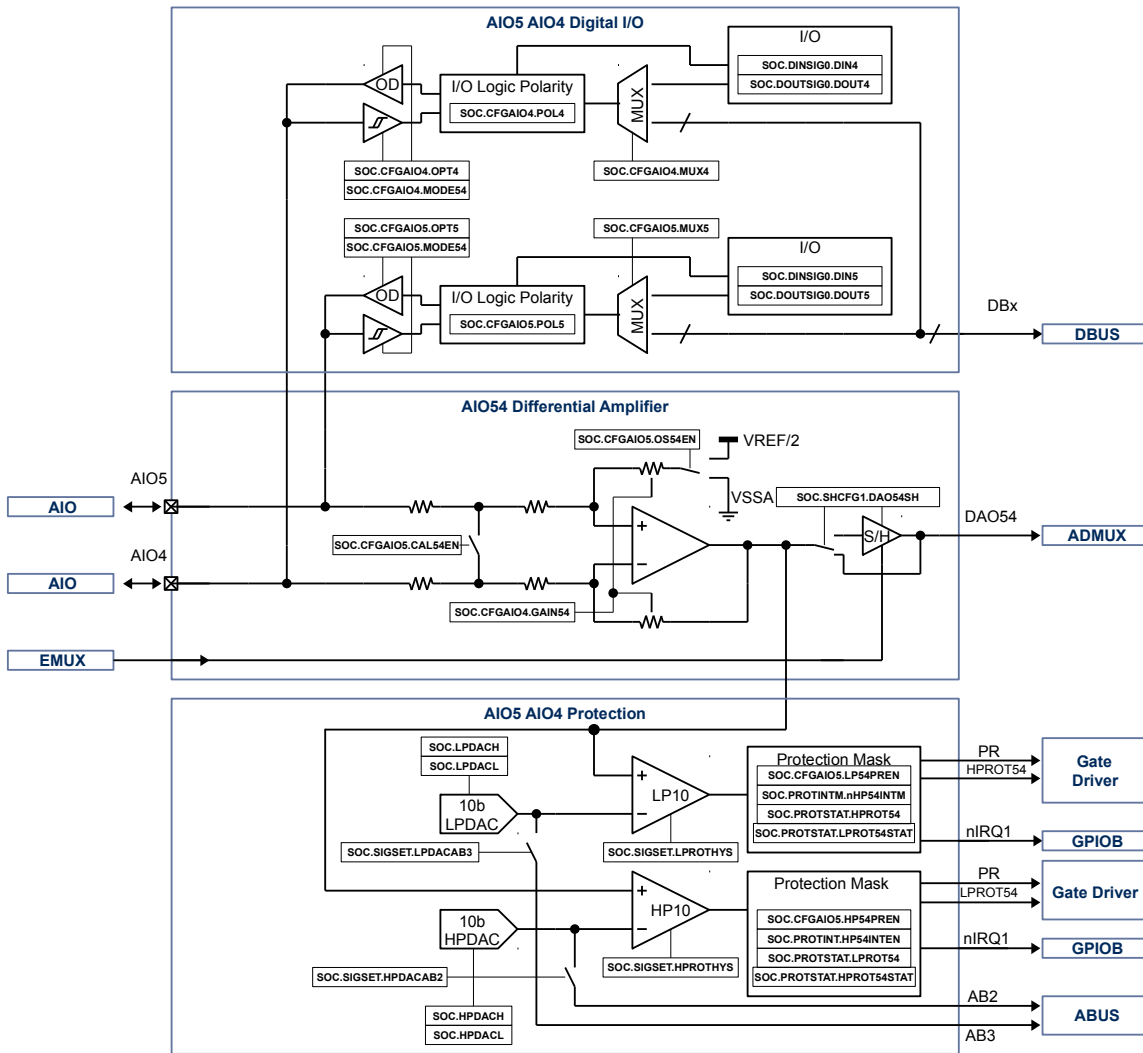 AIO5 AIO4 Digital I/O
I/O
SOC.DINSIG0.DIN4
SOC.DOUTSIG0.DOUT4
OD
I/O Logic Polarity
SOC.CFGAIO4.POL4
MUX
SOC.CFGAIO4.OPT4
SOC.CFGAIO4.MODE54
SOC.CFGAIO4.MUX4
SOC.CFGAIO5.OPT5
SOC.CFGAIO5.MODE54
SOC.CFGAIO5.MUX5
I/O
SOC.DINSIG0.DIN5
SOC.DOUTSIG0.DOUT5
OD
I/O Logic Polarity
SOC.CFGAIO5.POL5
MUX
DBx
DBUS
AIO54 Differential Amplifier
SOC.CFGAIO5.OS54EN
VREF/2
VSSA
AIO5
AIO
SOC.SHCFG1.DAO54SH
DAO54
S/H
ADMUX
+
−
SOC.CFGAIO5.CAL54EN
AIO4
AIO
SOC.CFGAIO4.GAIN54
EMUX
AIO5 AIO4 Protection
SOC.LPDACH
SOC.LPDACL
10b
LPDAC
+
−
LP10
SOC.SIGSET.LPDACAB3
SOC.SIGSET.LPROTHYS
Protection Mask
SOC.CFGAIO5.LP54PREN
SOC.PROTINTM.nHP54INTM
SOC.PROTSTAT.HPROT54
SOC.PROTSTAT.LPROT54STAT
PR
HPROT54
Gate
Driver
nIRQ1
GPIOB
10b
HPDAC
+
−
HP10
SOC.SIGSET.HPDACAB2
SOC.SIGSET.HPROTHYS
Protection Mask
SOC.CFGAIO5.HP54PREN
SOC.PROTINT.HP54INTEN
SOC.PROTSTAT.LPROT54
SOC.PROTSTAT.HPROT54STAT
PR
LPROT54
Gate Driver
nIRQ1
GPIOB
SOC.HPDACH
SOC.HPDACL
AB2
AB3
ABUS